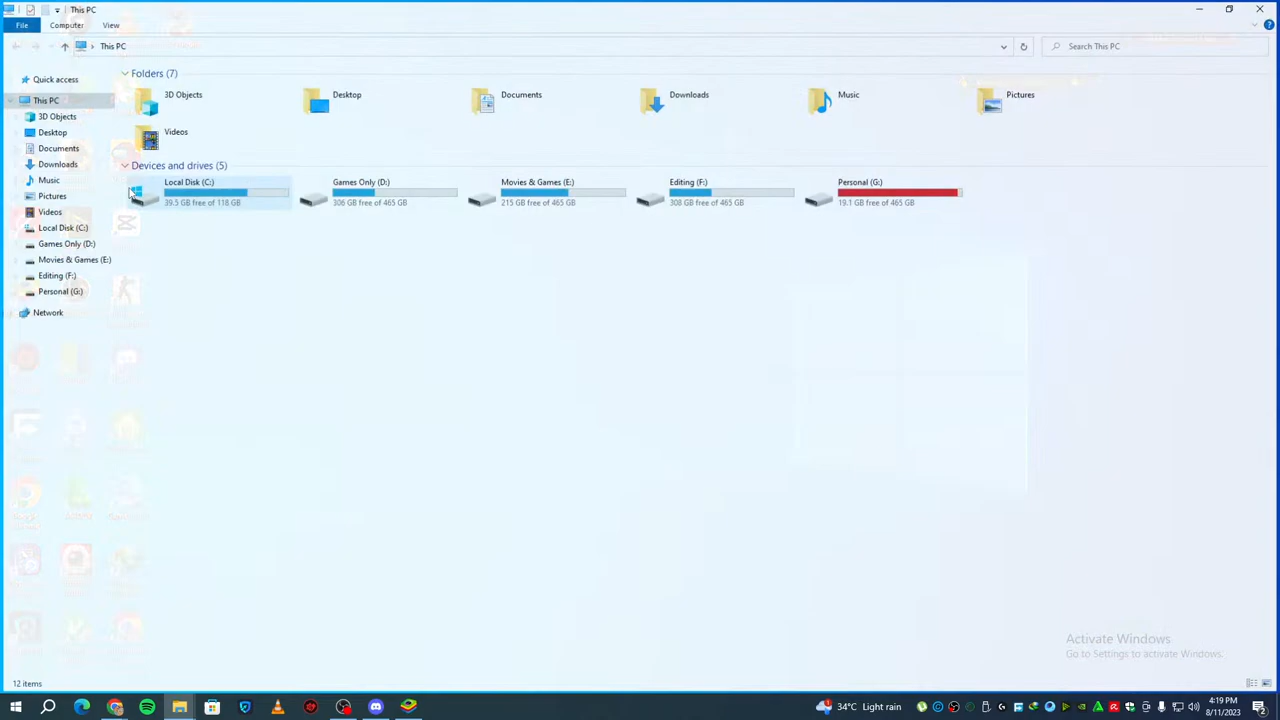 This PC
File
Computer
View
This PC
Search This PC
Quick access
This PC
3D Objects
Desktop
Documents
Downloads
Music
Pictures
Videos
Local Disk (C:)
Games Only (D:)
Movies & Games (E:)
Editing (F:)
Personal (G:)
Network
Folders (7)
3D Objects
Desktop
Documents
Downloads
Music
Pictures
Videos
Devices and drives (5)
Local Disk (C:)
39.5 GB free of 118 GB
Games Only (D:)
306 GB free of 465 GB
Movies & Games (E:)
215 GB free of 465 GB
Editing (F:)
308 GB free of 465 GB
Personal (G:)
19.1 GB free of 465 GB
Activate Windows
Go to Settings to activate Windows.
12 items
34°C Light rain
4:19 PM
8/11/2023
2